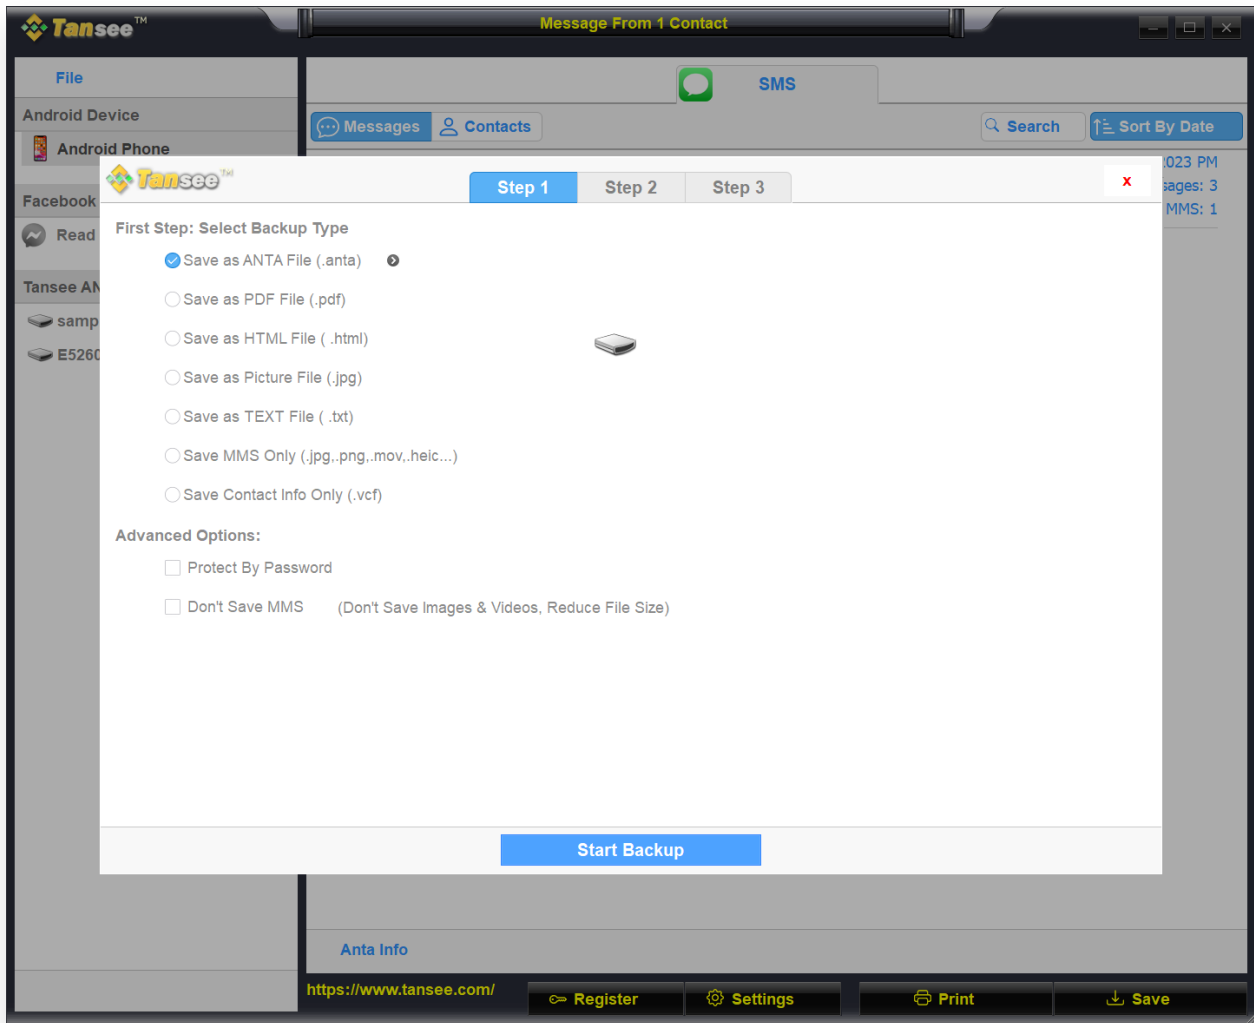 Tansee™
Message From 1 Contact
File
SMS
Android Device
Messages
Contacts
Search
Sort By Date
Android Phone
Tansee™
Step 1
Step 2
Step 3
x
2023 PM
sages: 3
MMS: 1
Facebook
Read
Tansee AN
samp
E5260
First Step: Select Backup Type
Save as ANTA File (.anta)
Save as PDF File (.pdf)
Save as HTML File ( .html)
Save as Picture File (.jpg)
Save as TEXT File ( .txt)
Save MMS Only (.jpg,.png,.mov,.heic...)
Save Contact Info Only (.vcf)
Advanced Options:
Protect By Password
Don't Save MMS (Don't Save Images & Videos, Reduce File Size)
Start Backup
Anta Info
https://www.tansee.com/
Register
Settings
Print
Save